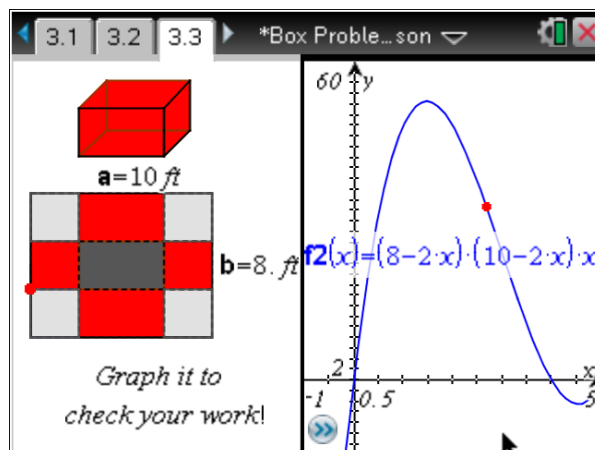 3.1 3.2 3.3 *Box Proble...son
a=10 ft
b=8. ft
Graph it to
check your work!
60 y
f2(x)=(8-2·x)·(10-2·x)·x
2 x
-1 0.5 5